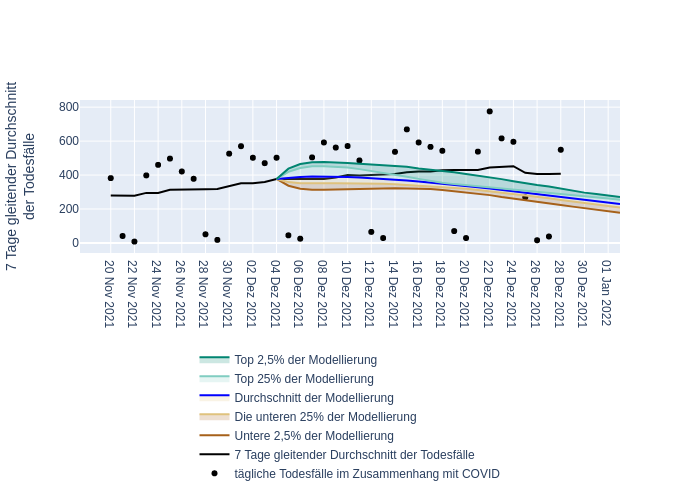 7 Tage gleitender Durchschnitt
der Todesfälle
800
600
400
200
0
20 Nov 2021
22 Nov 2021
24 Nov 2021
26 Nov 2021
28 Nov 2021
30 Nov 2021
02 Dez 2021
04 Dez 2021
06 Dez 2021
08 Dez 2021
10 Dez 2021
12 Dez 2021
14 Dez 2021
16 Dez 2021
18 Dez 2021
20 Dez 2021
22 Dez 2021
24 Dez 2021
26 Dez 2021
28 Dez 2021
30 Dez 2021
01 Jan 2022
Top 2,5% der Modellierung
Top 25% der Modellierung
Durchschnitt der Modellierung
Die unteren 25% der Modellierung
Untere 2,5% der Modellierung
7 Tage gleitender Durchschnitt der Todesfälle
tägliche Todesfälle im Zusammenhang mit COVID